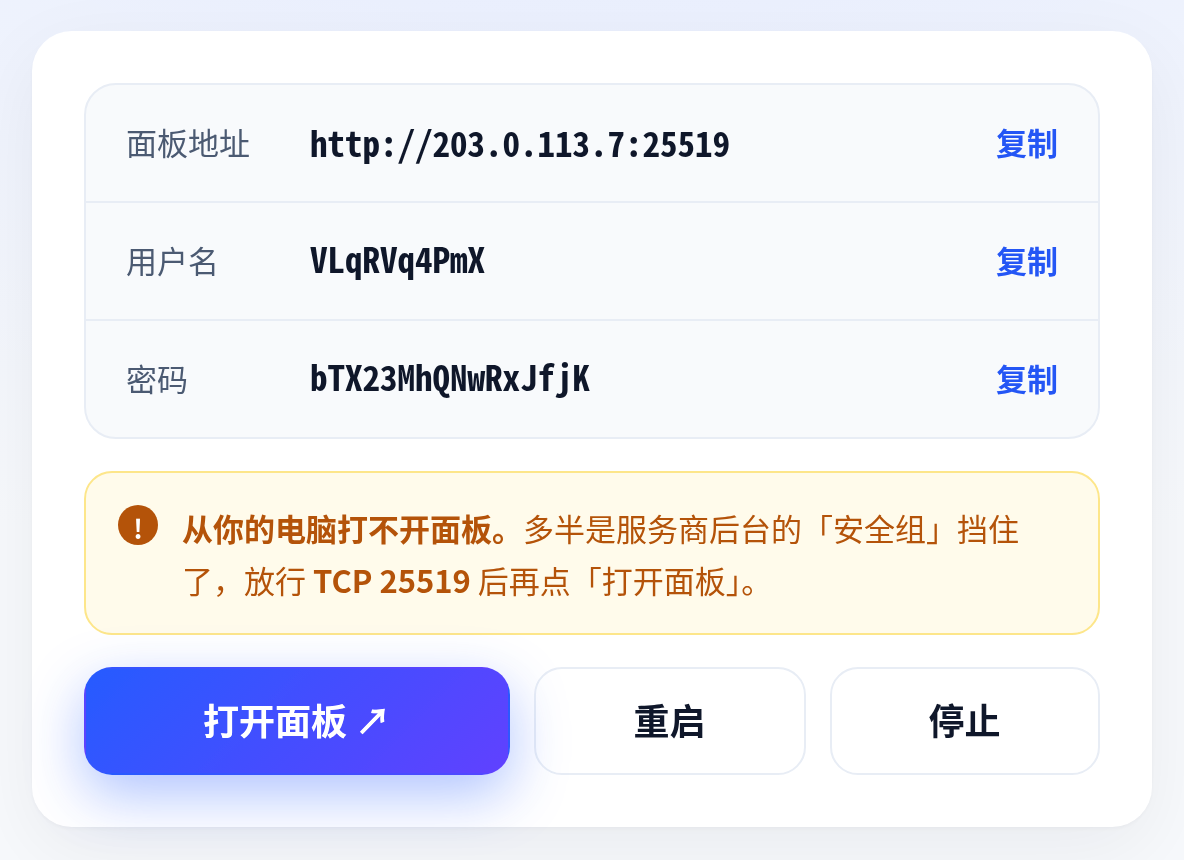 面板地址 http://203.0.113.7:25519 复制
用户名 VLqRVq4PmX 复制
密码 bTX23MhQNwRxJfjK 复制
! 从你的电脑打不开面板。多半是服务商后台的「安全组」挡住
了，放行 TCP 25519 后再点「打开面板」。
打开面板 ↗ 重启 停止